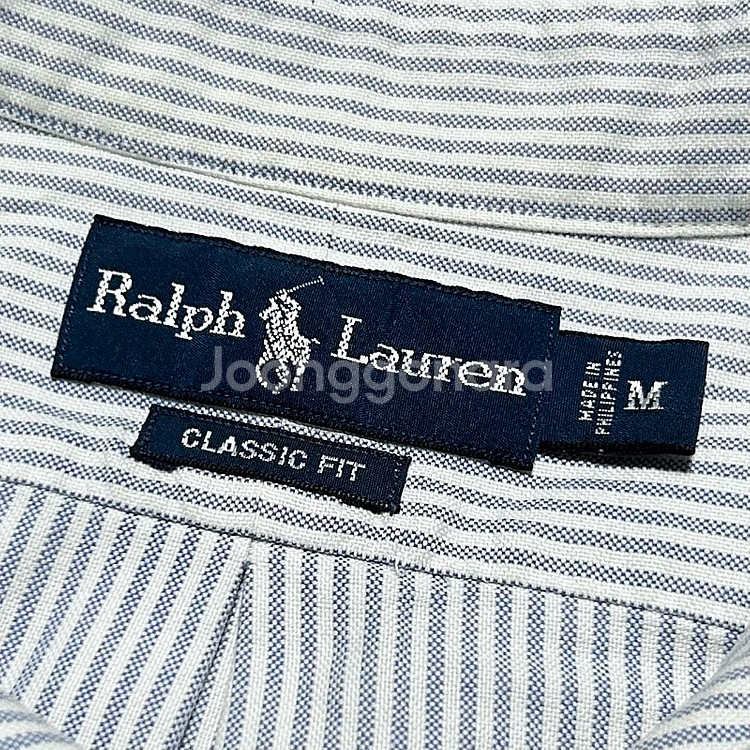 Ralph Lauren
MADE IN
PHILIPPINES
M
CLASSIC FIT
Joonggonara